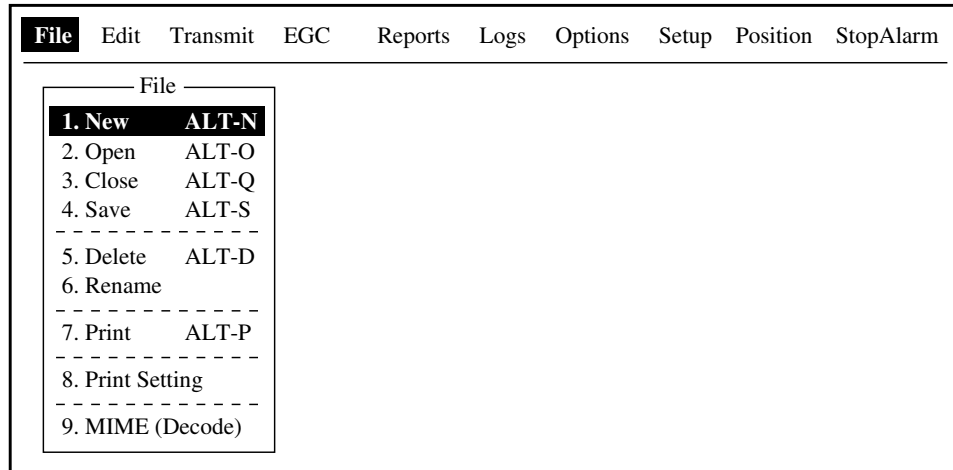 File Edit Transmit EGC Reports Logs Options Setup Position StopAlarm
File
1. New ALT-N
2. Open ALT-O
3. Close ALT-Q
4. Save ALT-S
5. Delete ALT-D
6. Rename
7. Print ALT-P
8. Print Setting
9. MIME (Decode)